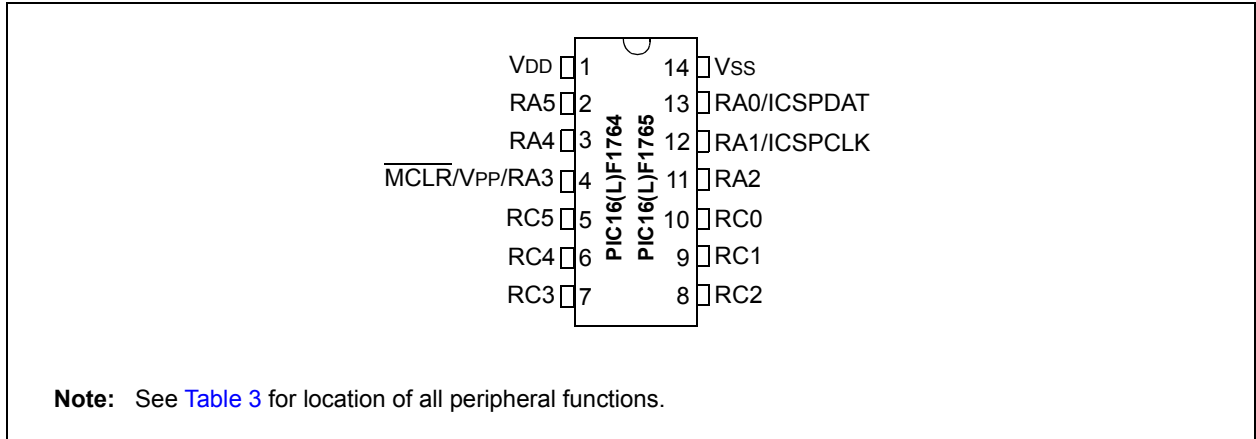 VDD 1 14 VSS
RA5 2 13 RA0/ICSPDAT
RA4 3 12 RA1/ICSPCLK
MCLR/VPP/RA3 4 11 RA2
RC5 5 10 RC0
RC4 6 9 RC1
RC3 7 8 RC2
PIC16(L)F1764
PIC16(L)F1765
Note: See Table 3 for location of all peripheral functions.